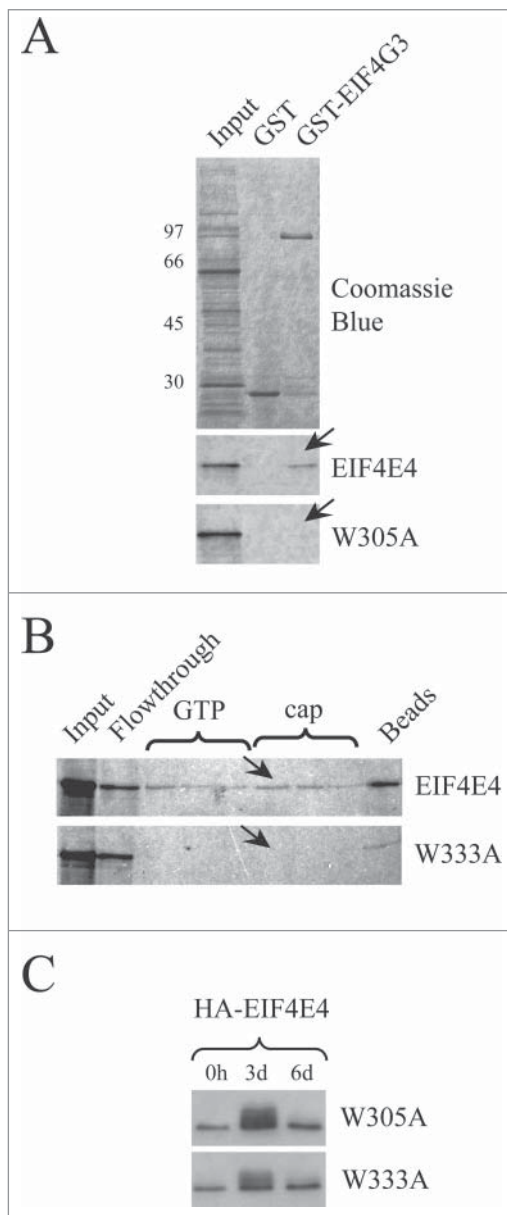 A
Input
GST
GST-EIF4G3
97
66
45
30
Coomassie
Blue
EIF4E4
W305A
B
Input
Flowthrough
GTP
cap
Beads
EIF4E4
W333A
C
HA-EIF4E4
0h 3d 6d
W305A
W333A